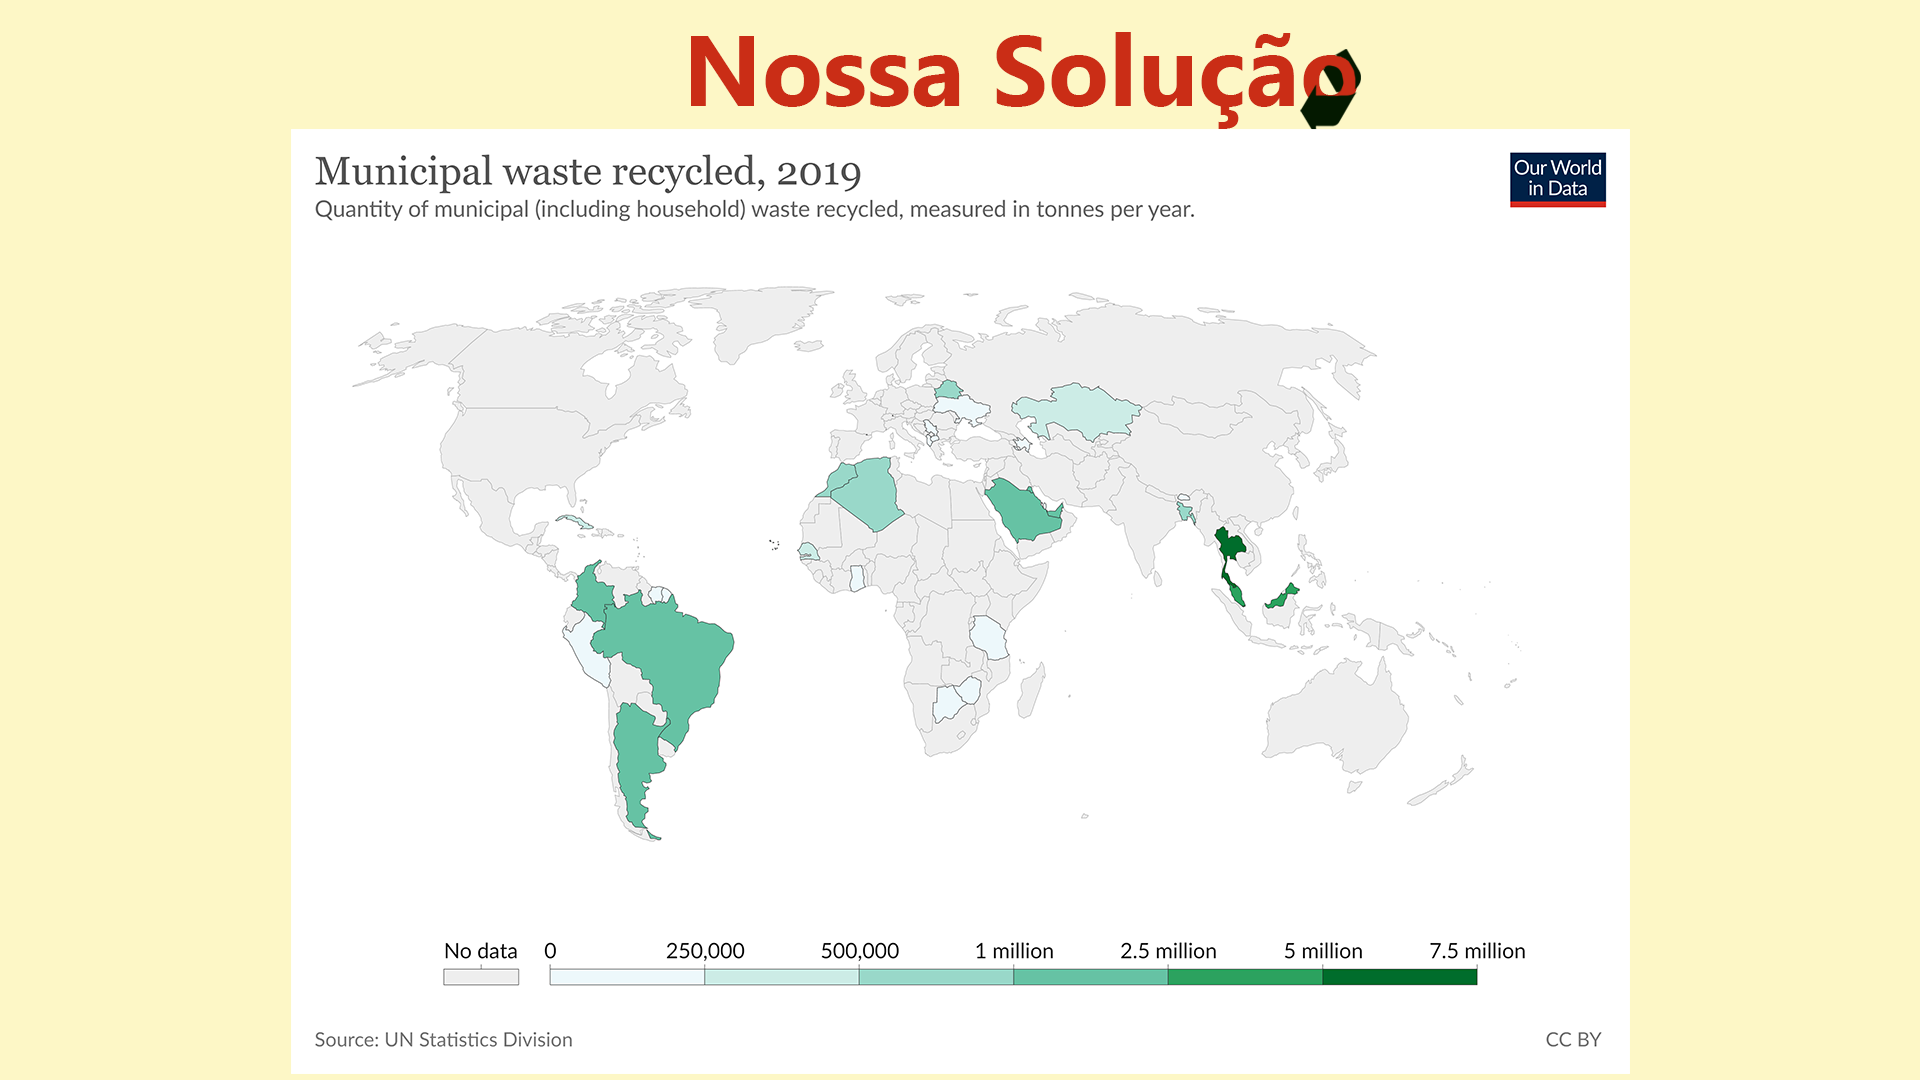 Nossa Solução
Municipal waste recycled, 2019
Quantity of municipal (including household) waste recycled, measured in tonnes per year.
Our World
in Data
No data 0 250,000 500,000 1 million 2.5 million 5 million 7.5 million
Source: UN Statistics Division CC BY